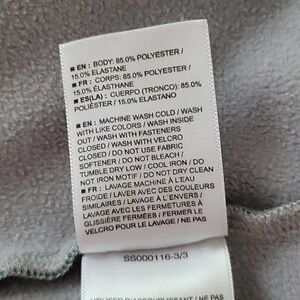 ■ EN : BODY: 85.0% POLYESTER /
15.0% ELASTANE
■ FR : CORPS: 85.0% POLYESTER /
15.0% ÉLASTHANE
■ ES(LA) : CUERPO (TRONCO): 85.0%
POLIÉSTER / 15.0% ELASTANO
■ EN : MACHINE WASH COLD / WASH
WITH LIKE COLORS / WASH INSIDE
OUT / WASH WITH FASTENERS
CLOSED / WASH WITH VELCRO
CLOSED / DO NOT USE FABRIC
SOFTENER / DO NOT BLEACH /
TUMBLE DRY LOW / COOL IRON / DO
NOT IRON MOTIF / DO NOT DRY CLEAN
■ FR : LAVAGE MACHINE À L'EAU
FROIDE / LAVER AVEC DES COULEURS
SIMILAIRES / LAVER À L'ENVERS /
LAVAGE AVEC LES FERMETURES À
GLISSIÈRE FERMÉES / FERMER LE
VELCRO POUR LE LAVAGE / NE PAS
SS000116-3/3